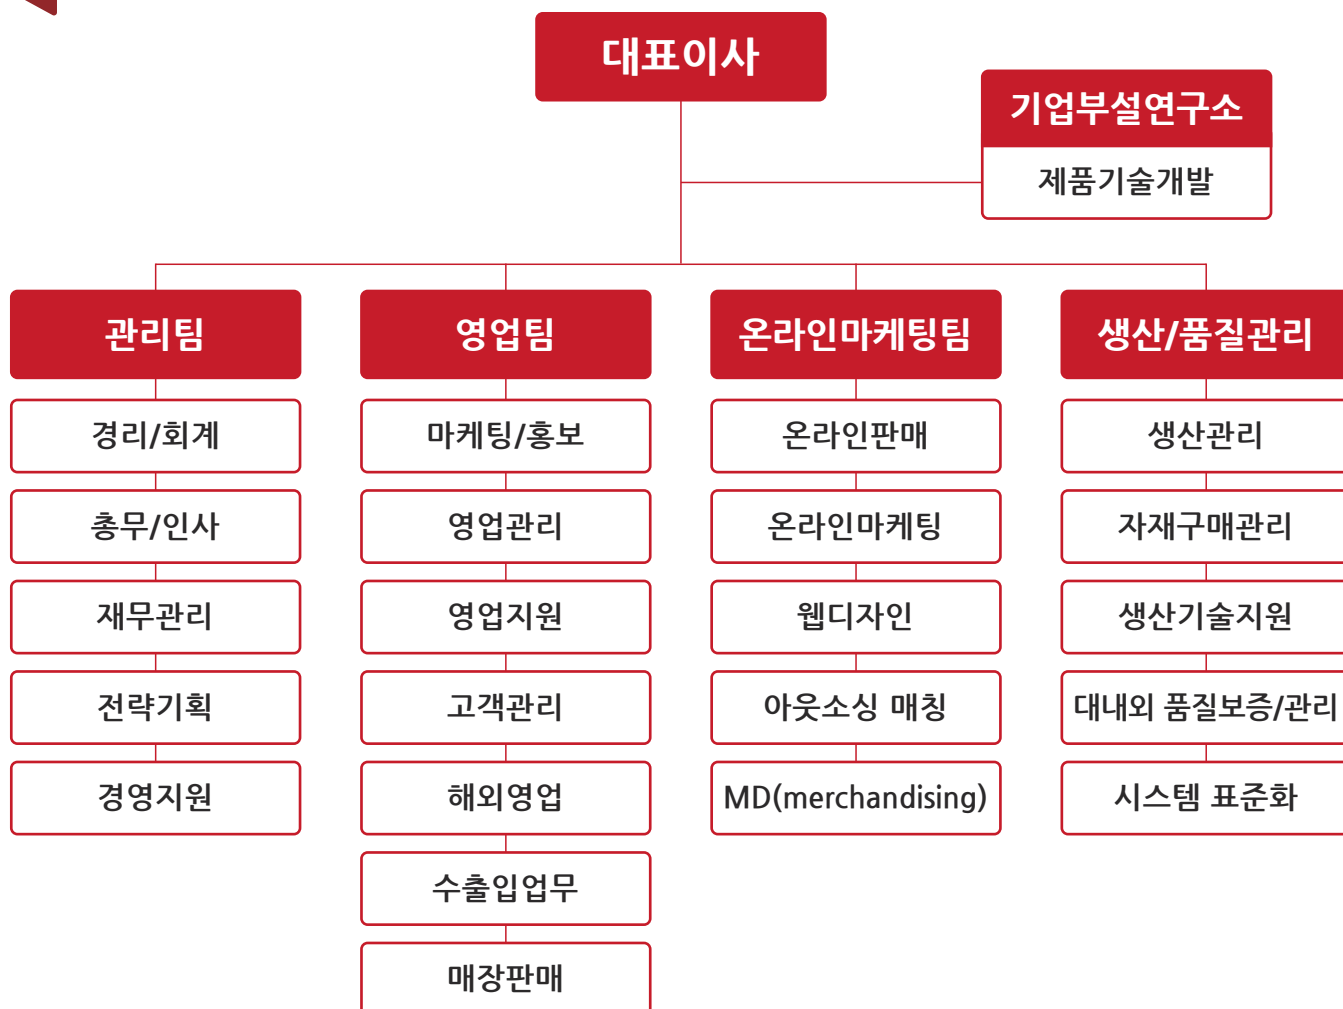 대표이사
기업부설연구소
제품기술개발
관리팀
경리/회계
총무/인사
재무관리
전략기획
경영지원
영업팀
마케팅/홍보
영업관리
영업지원
고객관리
해외영업
수출입업무
매장판매
온라인마케팅팀
온라인판매
온라인마케팅
웹디자인
아웃소싱 매칭
MD(merchandising)
생산/품질관리
생산관리
자재구매관리
생산기술지원
대내외 품질보증/관리
시스템 표준화